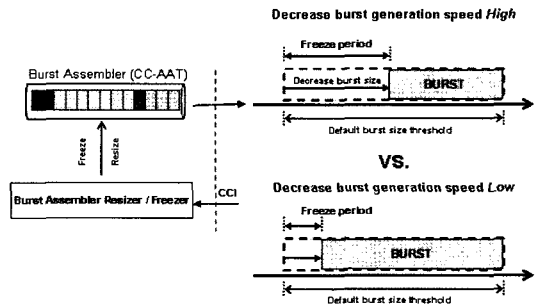 Decrease burst generation speed High
Freeze period
Burst Assembler (CC-AAT)
Decrease burst size
BURST
Default burst size threshold
Freeze
Resize
VS.
Decrease burst generation speed Low
Freeze period
Burst Assembler Resizer / Freezer
CCI
BURST
Default burst size threshold